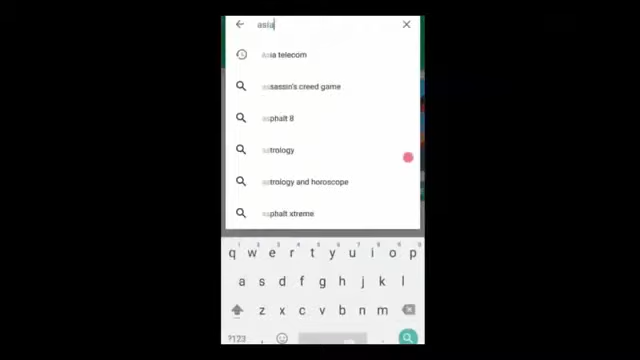 asia
asia telecom
assassin's creed game
asphalt 8
astrology
astrology and horoscope
asphalt xtreme
q w e r t y u i o p
a s d f g h j k l
z x c v b n m
?123 , .